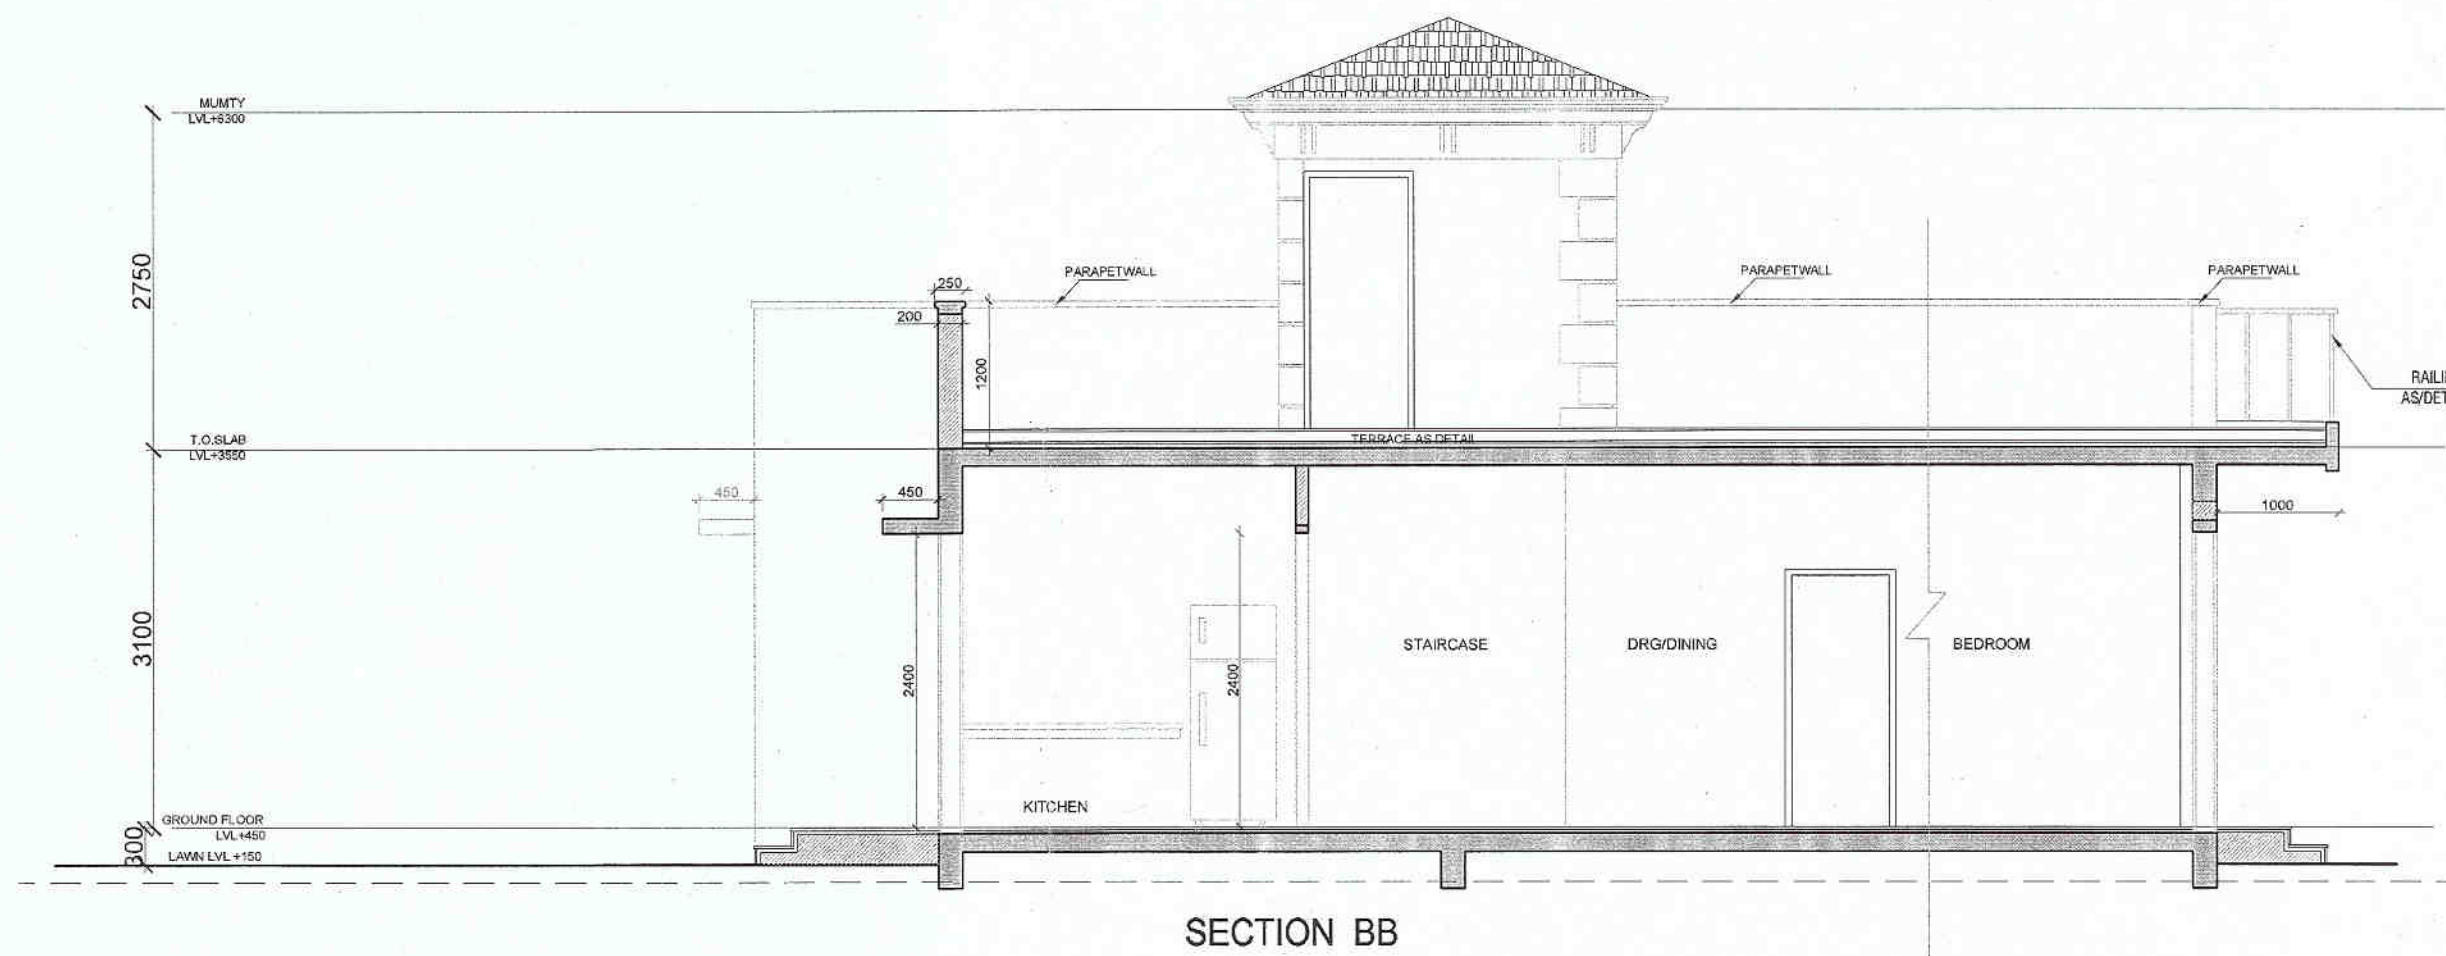 MUMTY
LVL+6300
2750
PARAPETWALL
PARAPETWALL
PARAPETWALL
250
200
1200
T.O.SLAB
LVL+3550
TERRACE AS DETAIL
450
450
1000
3100
2400
2400
STAIRCASE
DRG/DINING
BEDROOM
KITCHEN
GROUND FLOOR
LVL+450
300
LAWN LVL +150
SECTION BB